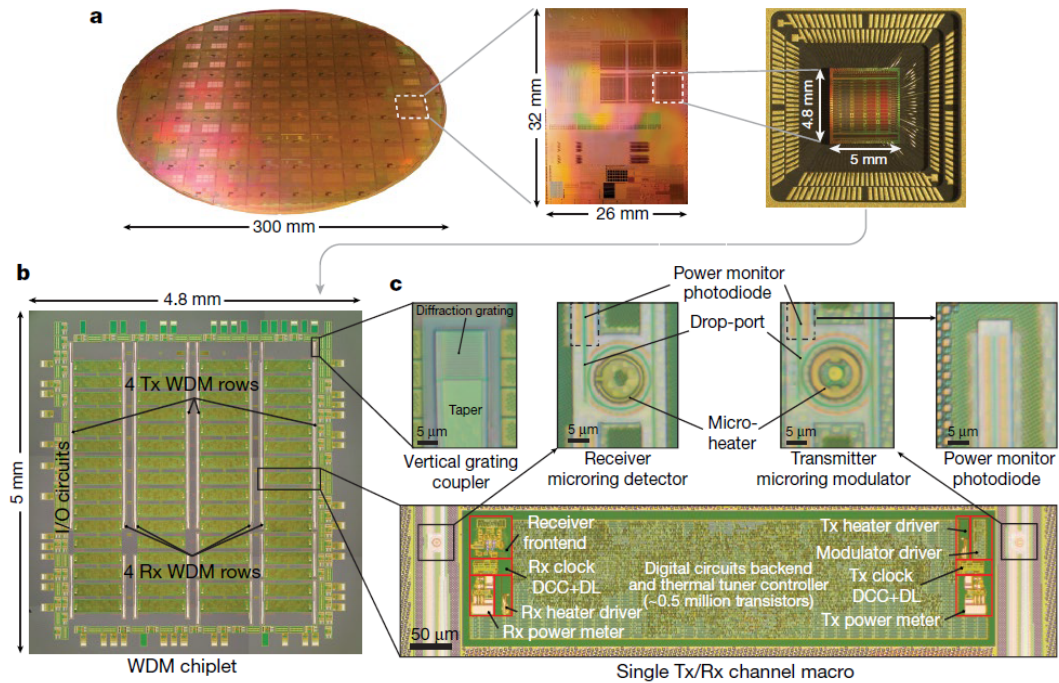 a
300 mm
32 mm
26 mm
4.8 mm
5 mm
b
4.8 mm
5 mm
4 Tx WDM rows
I/O circuits
4 Rx WDM rows
WDM chiplet
c
Power monitor
photodiode
Drop-port
Micro-
heater
Diffraction grating
Taper
5 μm
Vertical grating
coupler
5 μm
Receiver
microring detector
5 μm
Transmitter
microring modulator
5 μm
Power monitor
photodiode
Receiver
frontend
Rx clock
DCC+DL
Rx heater driver
Rx power meter
Digital circuits backend
and thermal tuner controller
(~0.5 million transistors)
Tx heater driver
Modulator driver
Tx clock
DCC+DL
Tx power meter
50 μm
Single Tx/Rx channel macro